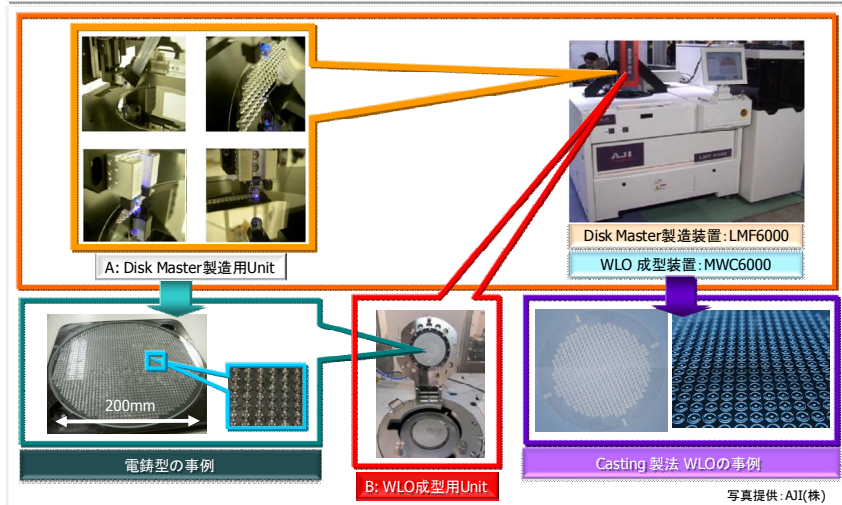 AJI
Disk Master製造装置:LMF6000
A: Disk Master製造用Unit
WLO 成型装置:MWC6000
200mm
電鋳型の事例
Casting 製法 WLOの事例
B: WLO成型用Unit
写真提供:AJI(株)